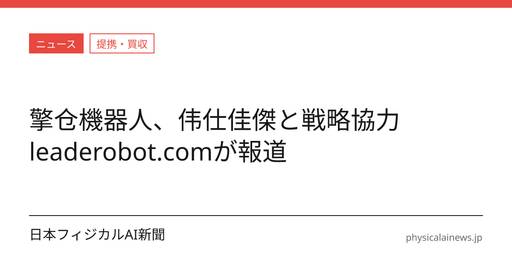 ニュース 提携・買収
擎仓機器人、伟仕佳傑と戦略協力
leaderobot.comが報道
日本フィジカルAI新聞
physicalainews.jp